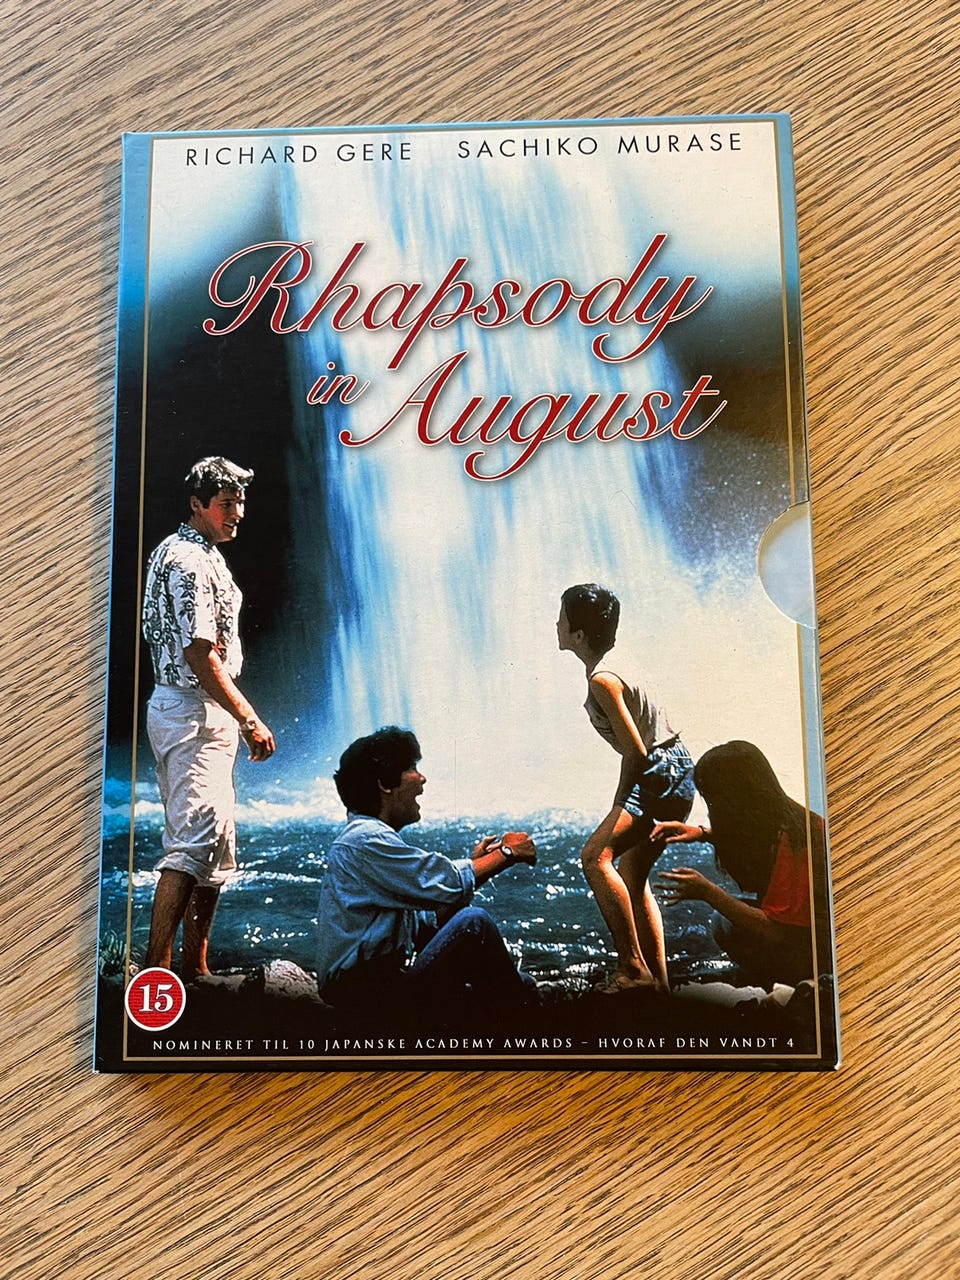 RICHARD GERE SACHIKO MURASE
Rhapsody
in August
15
NOMINERET TIL 10 JAPANSKE ACADEMY AWARDS – HVORAF DEN VANDT 4